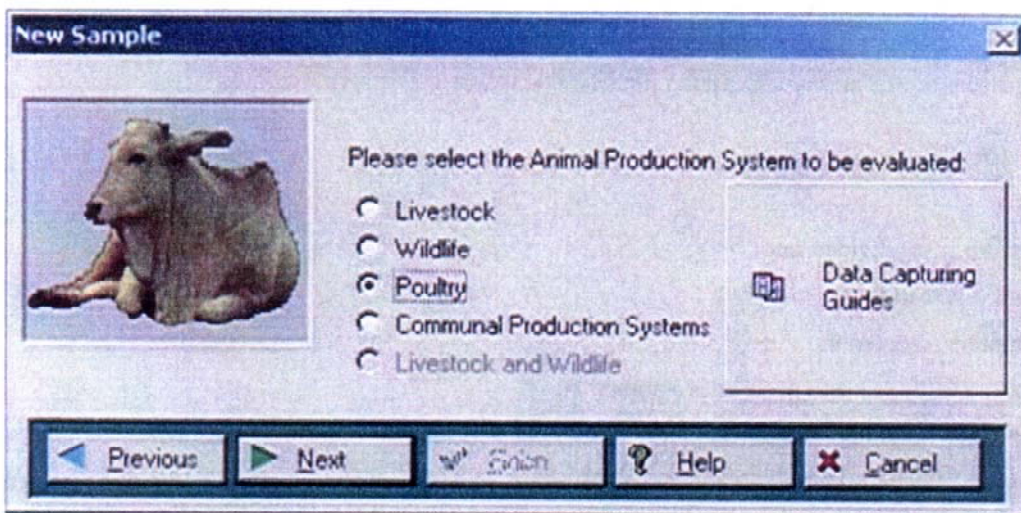 New Sample
Please select the Animal Production System to be evaluated:
Livestock
Wildlife
Poultry
Communal Production Systems
Livestock and Wildlife
Data Capturing
Guides
Previous
Next
Finish
Help
Cancel